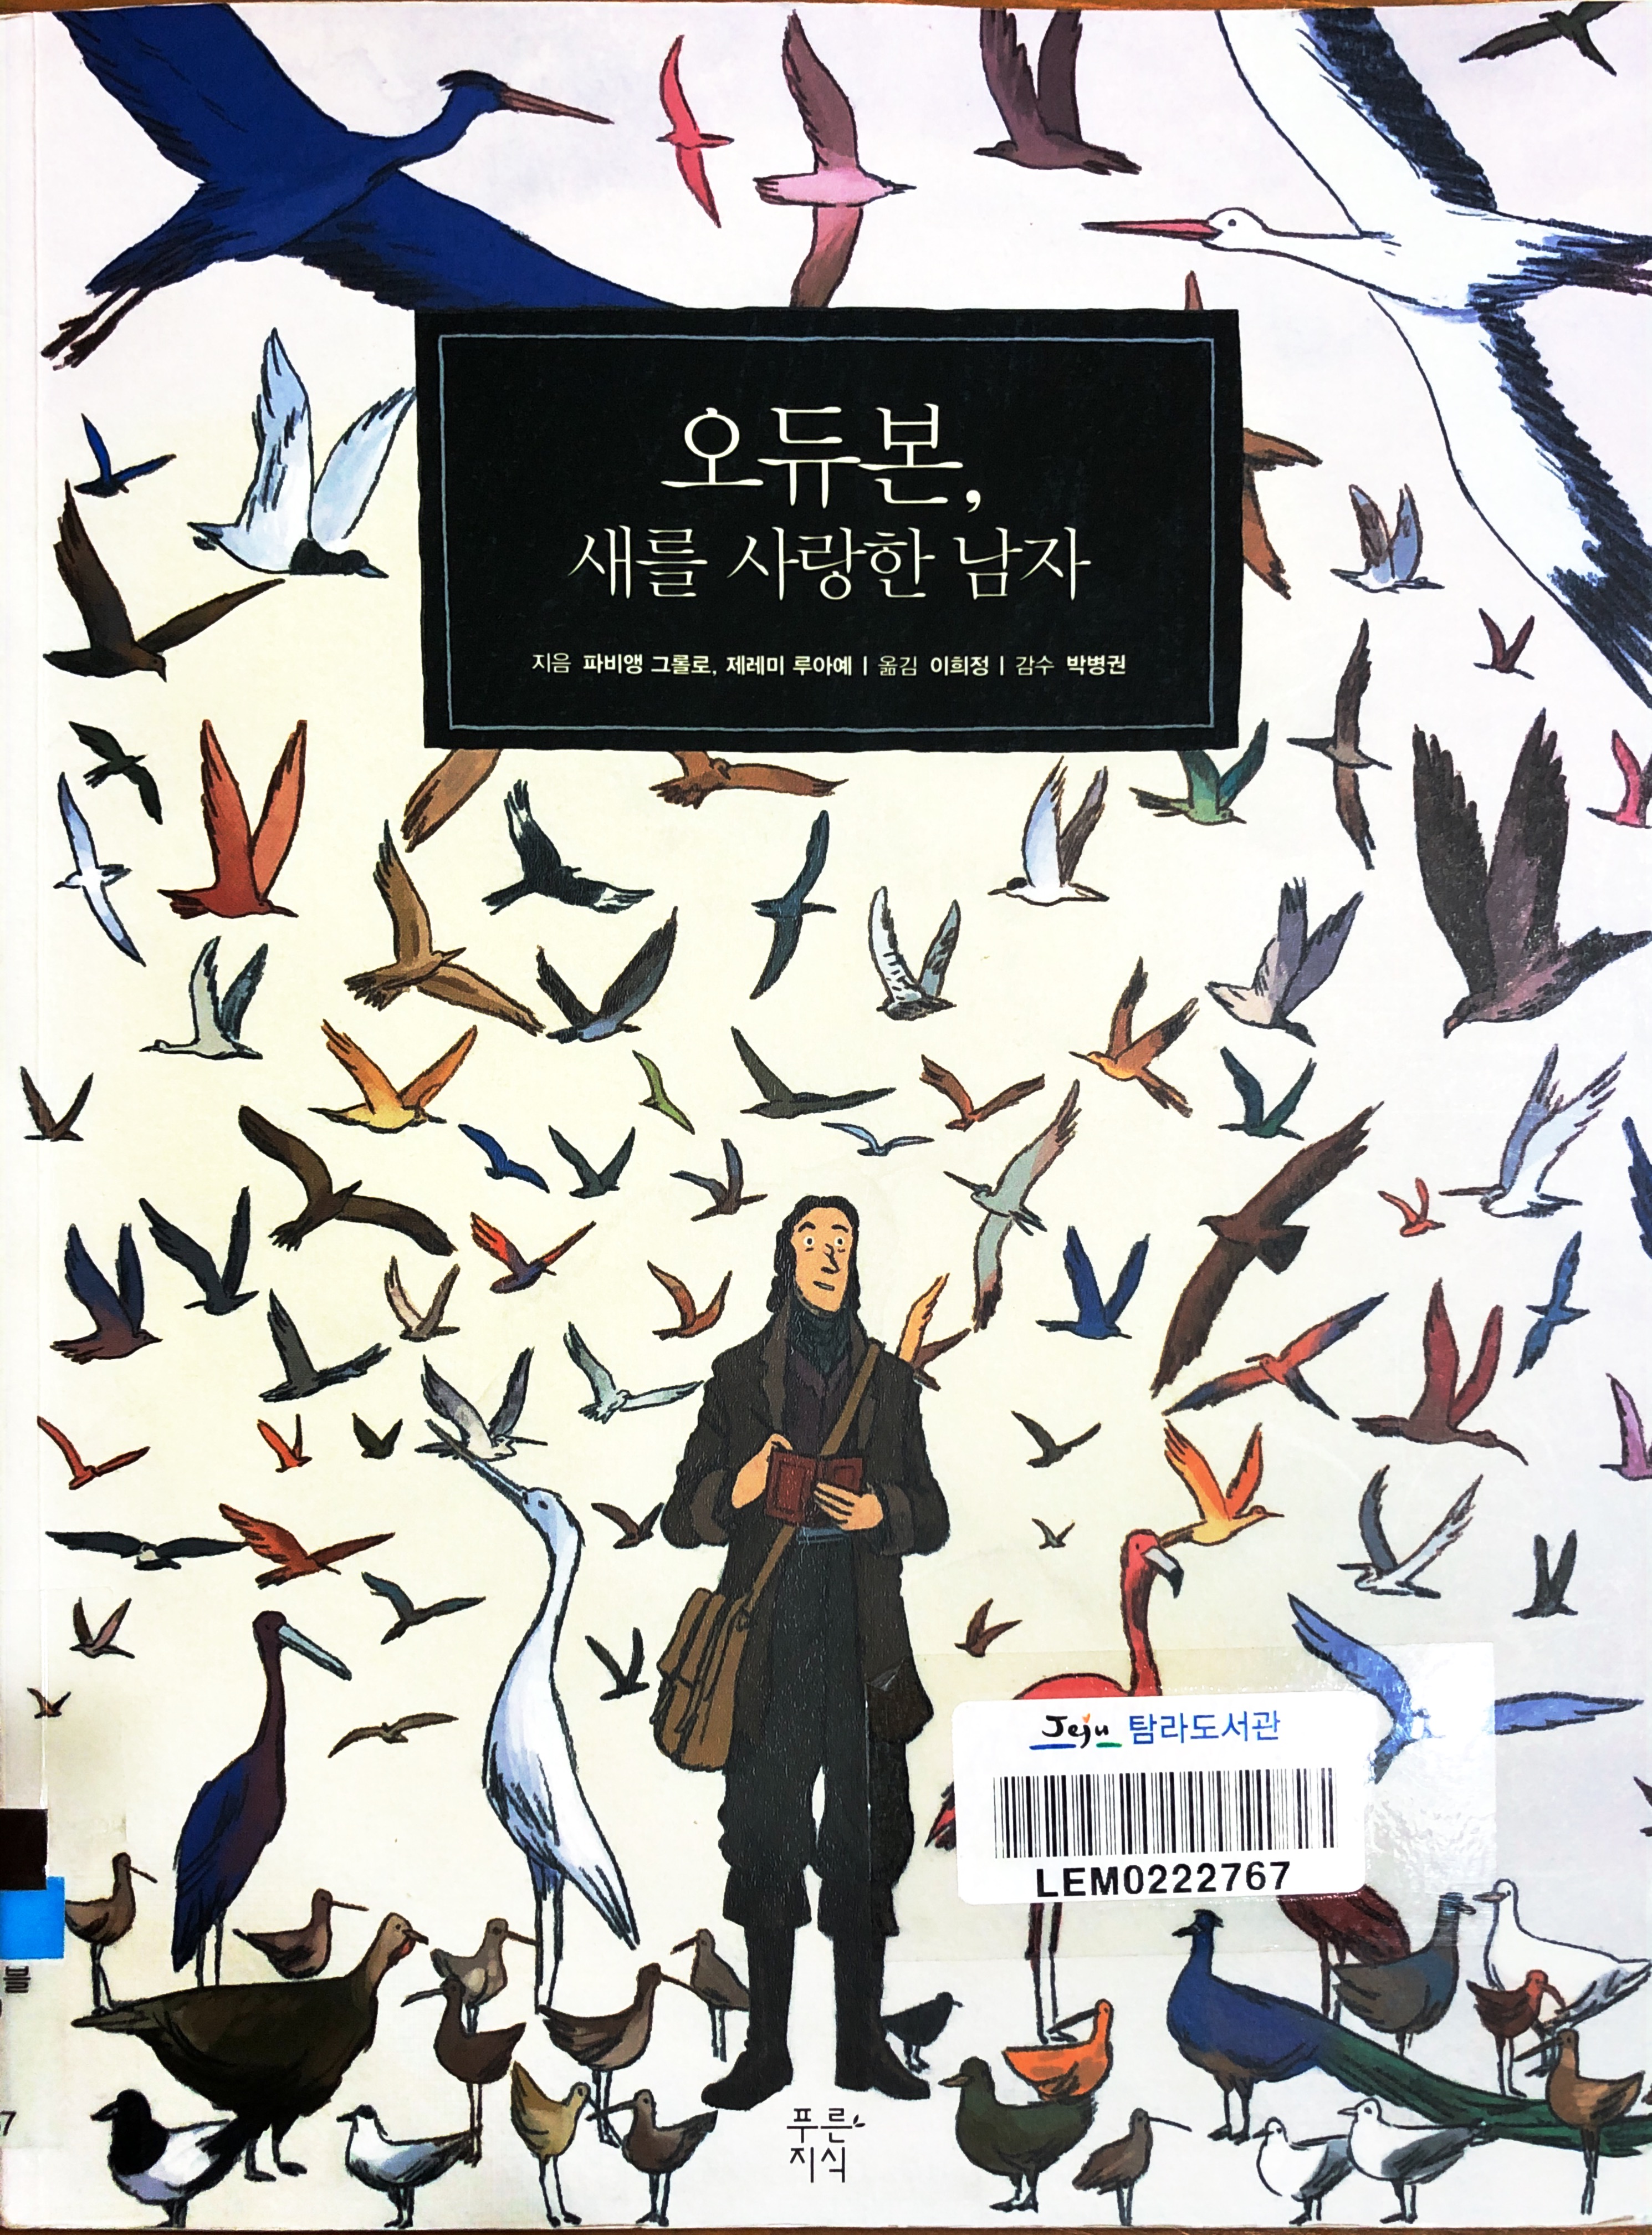 오듀본,
새를 사랑한 남자
지음 파비앵 그롤로, 제레미 루아예 | 옮김 이희정 | 감수 박병권
Jeju 탐라도서관
LEM0222767
블
7
푸른
지식